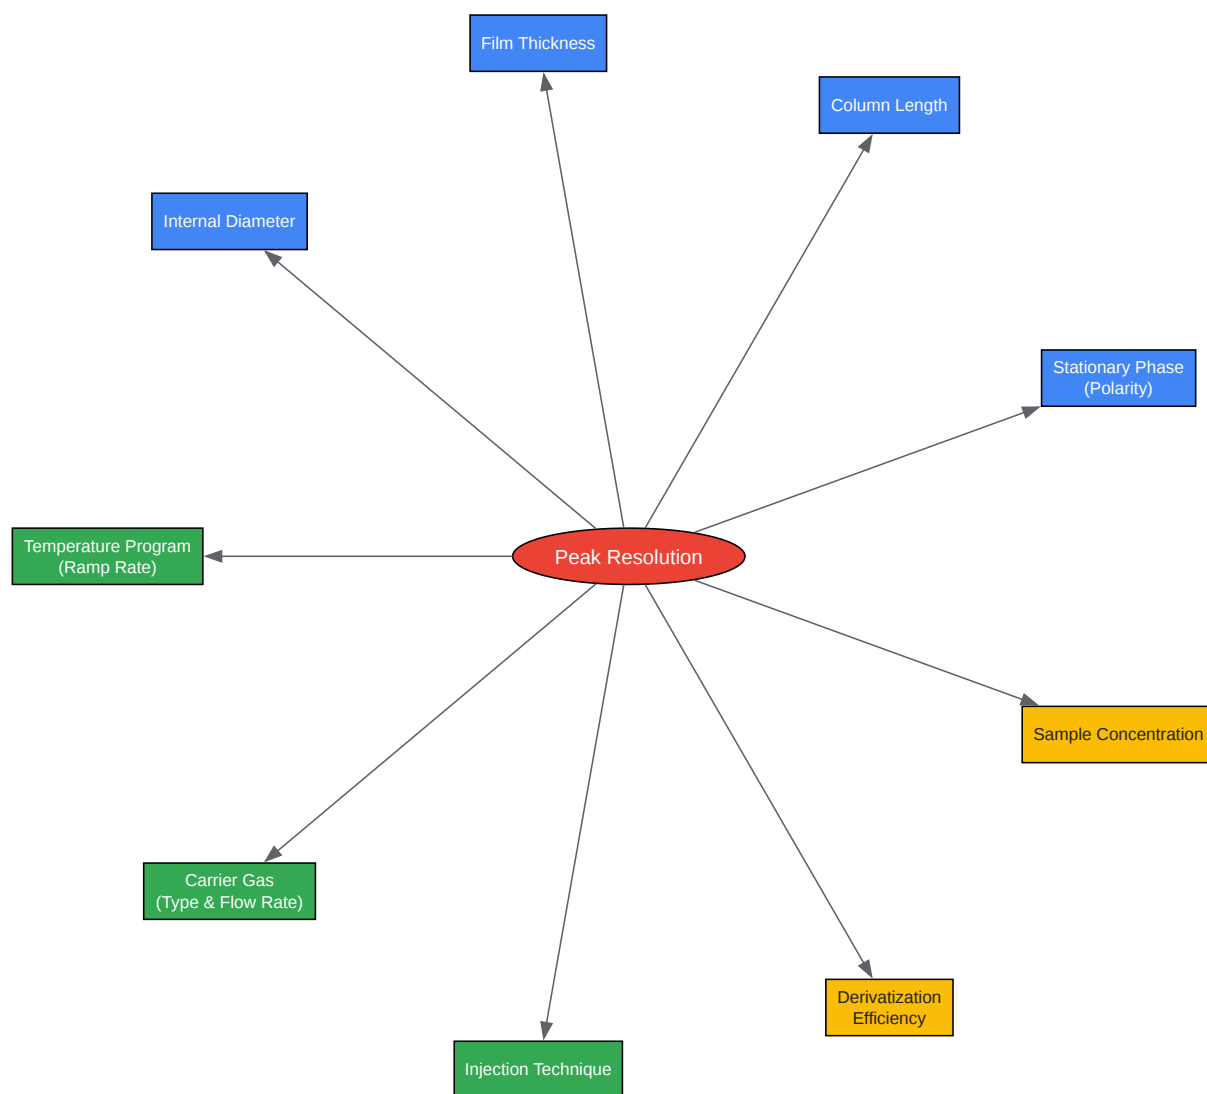 Film Thickness
Column Length
Internal Diameter
Stationary Phase
(Polarity)
Temperature Program
(Ramp Rate)
Peak Resolution
Sample Concentration
Carrier Gas
(Type & Flow Rate)
Derivatization
Efficiency
Injection Technique